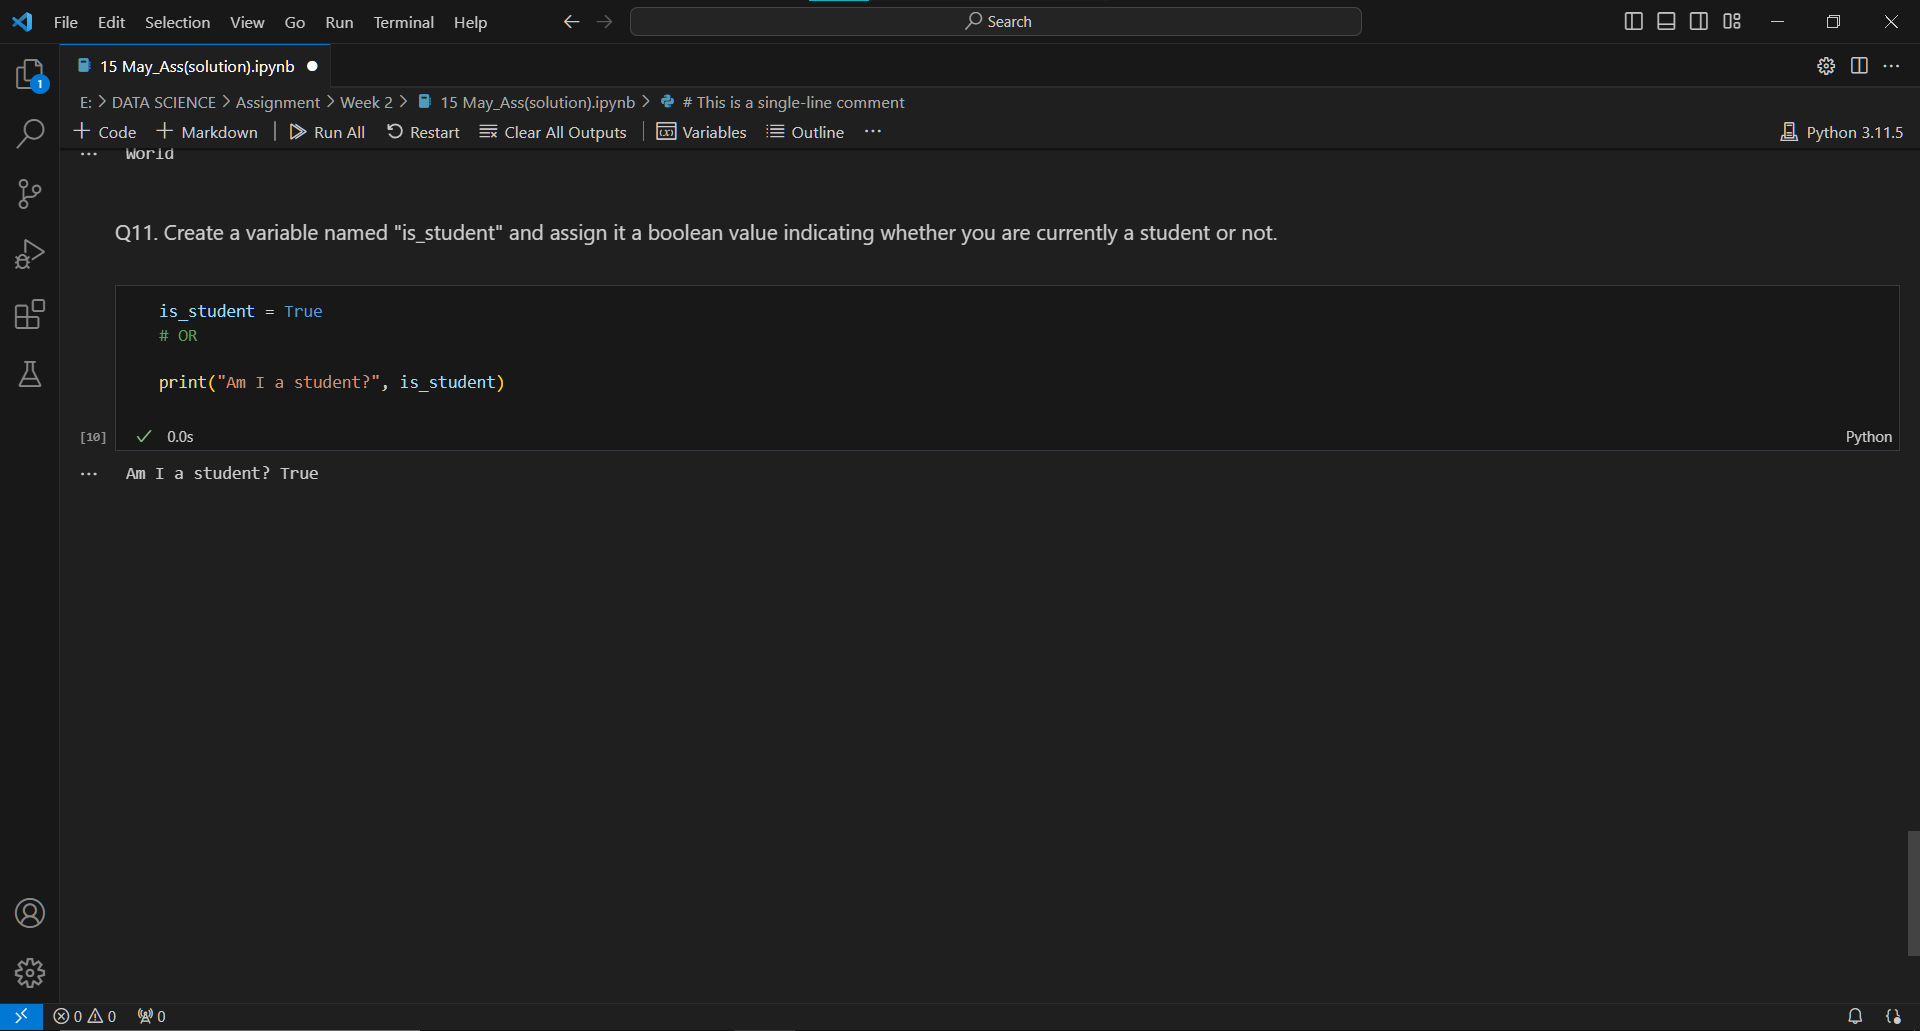 File Edit Selection View Go Run Terminal Help
Search
15 May_Ass(solution).ipynb
1
E: > DATA SCIENCE > Assignment > Week 2 > 15 May_Ass(solution).ipynb > # This is a single-line comment
Code Markdown Run All Restart Clear All Outputs Variables Outline ... Python 3.11.5
... World
Q11. Create a variable named "is_student" and assign it a boolean value indicating whether you are currently a student or not.
is_student = True
# OR
print("Am I a student?", is_student)
[10] 0.0s Python
... Am I a student? True
0 0 0